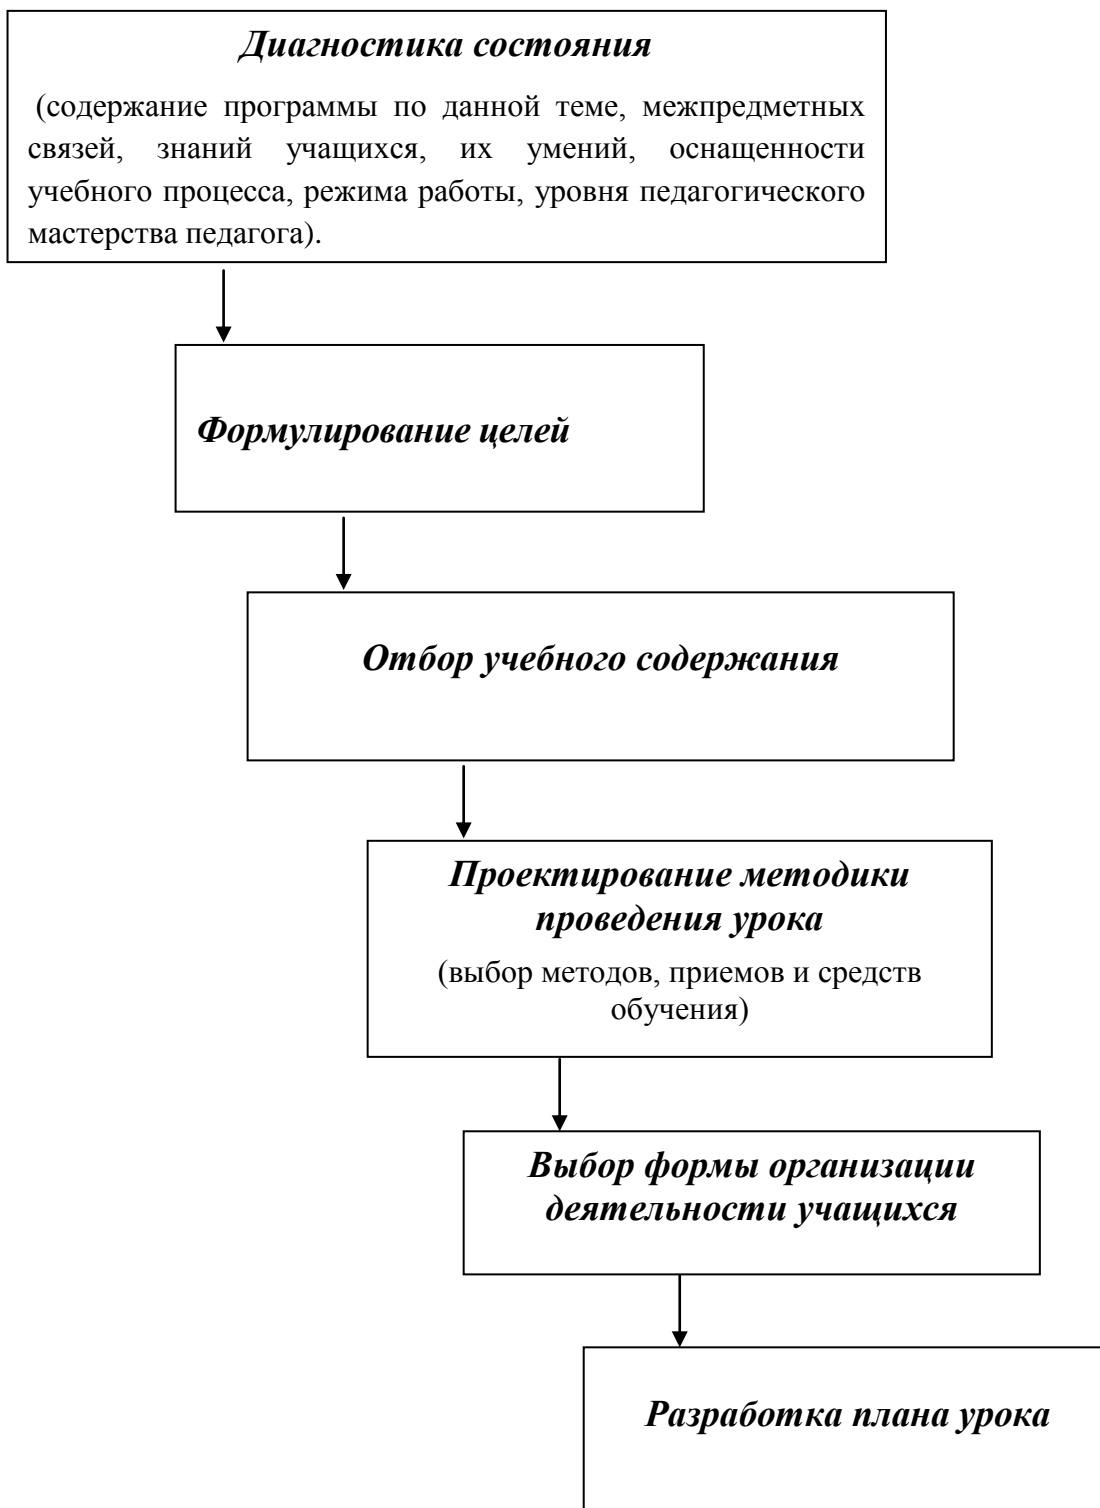 Диагностика состояния
(содержание программы по данной теме, межпредметных
связей, знаний учащихся, их умений, оснащенности
учебного процесса, режима работы, уровня педагогического
мастерства педагога).
Формулирование целей
Отбор учебного содержания
Проектирование методики
проведения урока
(выбор методов, приемов и средств
обучения)
Выбор формы организации
деятельности учащихся
Разработка плана урока